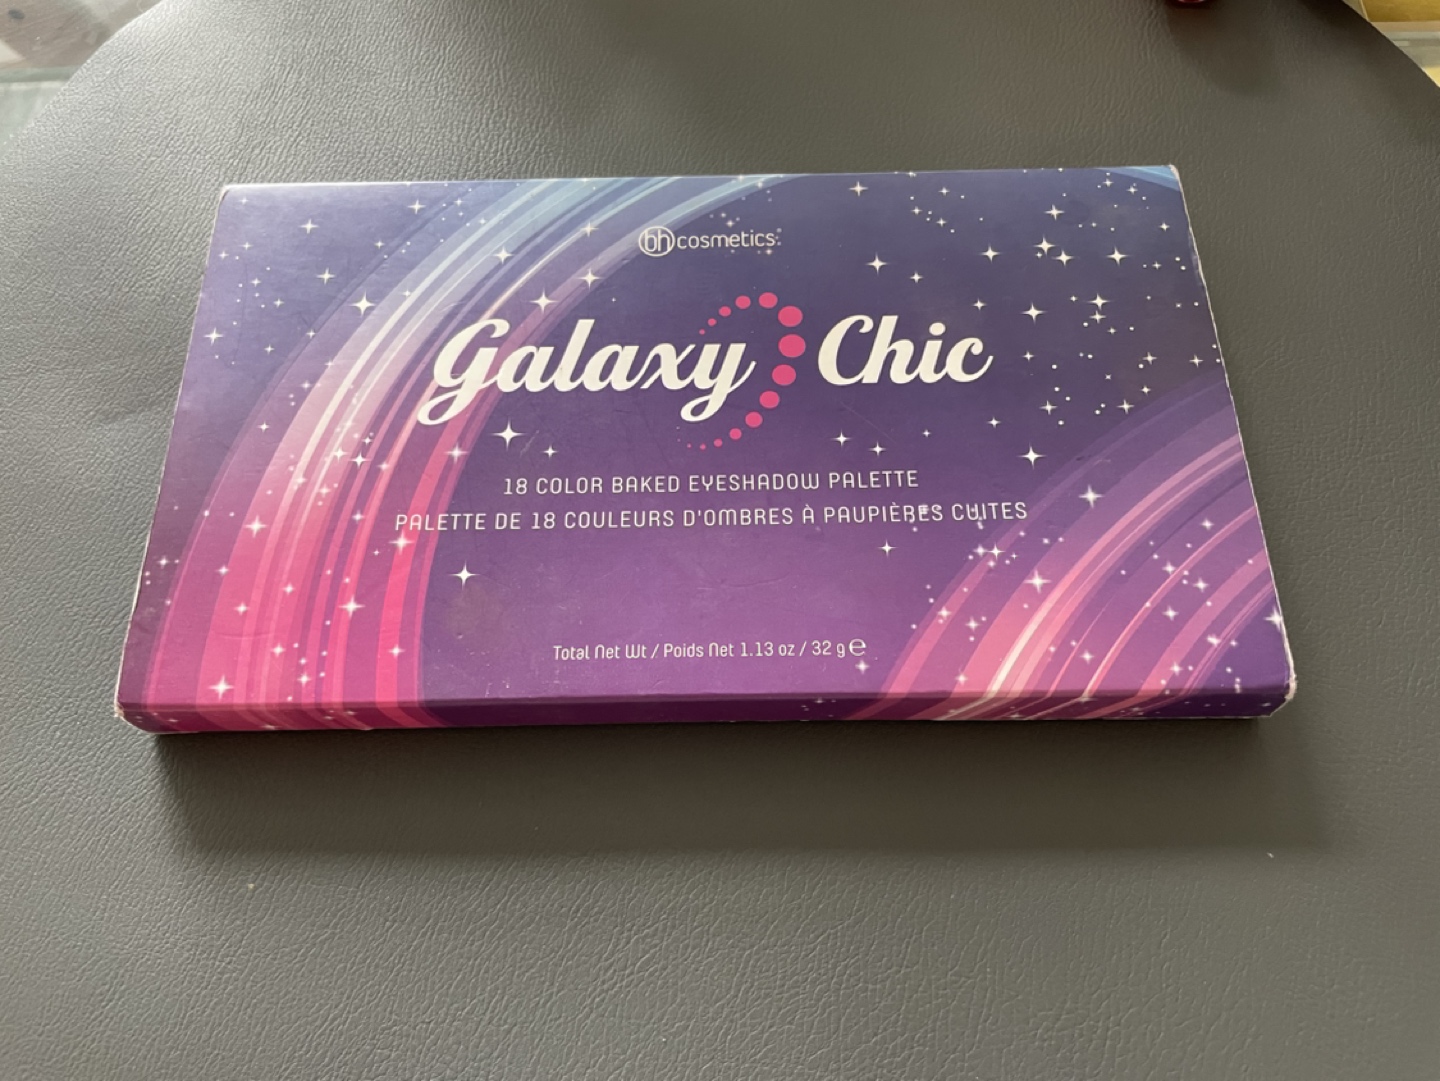 bh cosmetics®
Galaxy Chic
18 COLOR BAKED EYESHADOW PALETTE
PALETTE DE 18 COULEURS D'OMBRES À PAUPIÈRES CUITES
Total Net Wt / Poids Net 1.13 oz / 32 g ℮